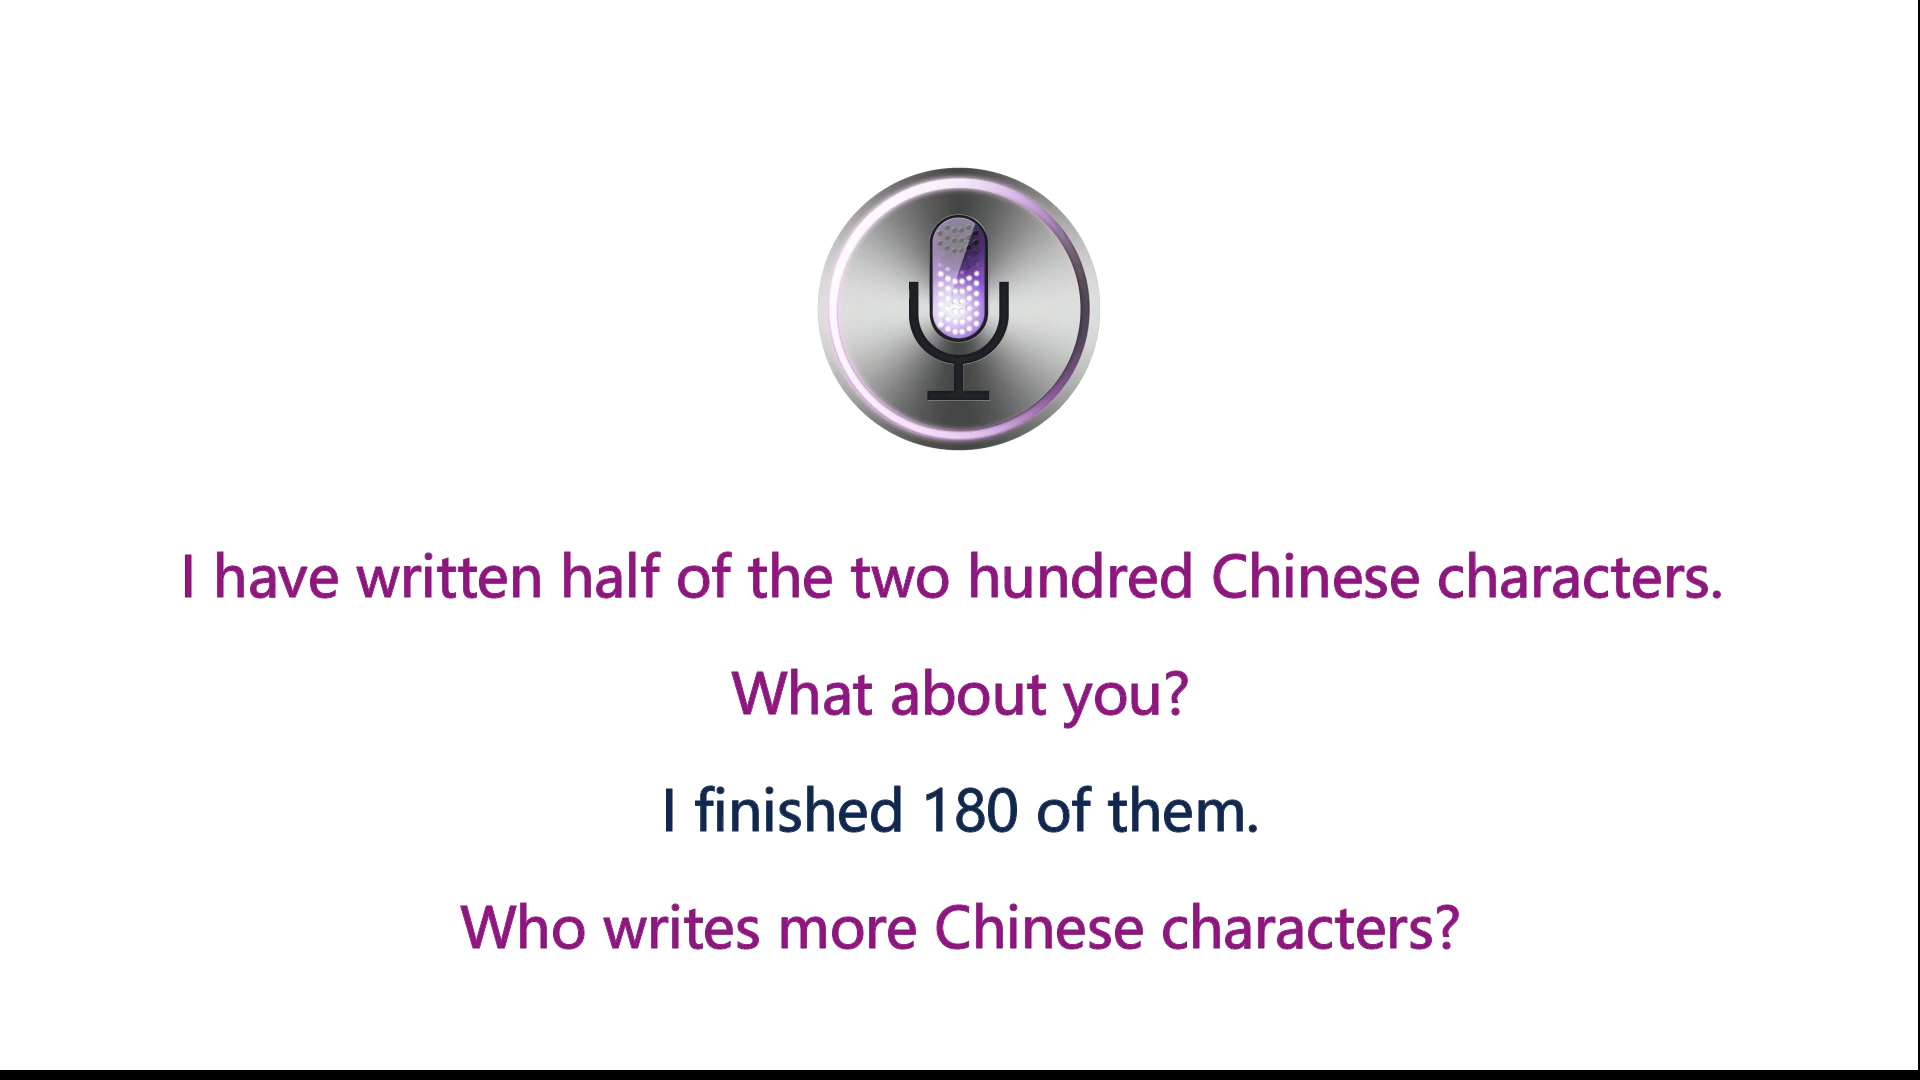 I have written half of the two hundred Chinese characters.
What about you?
I finished 180 of them.
Who writes more Chinese characters?